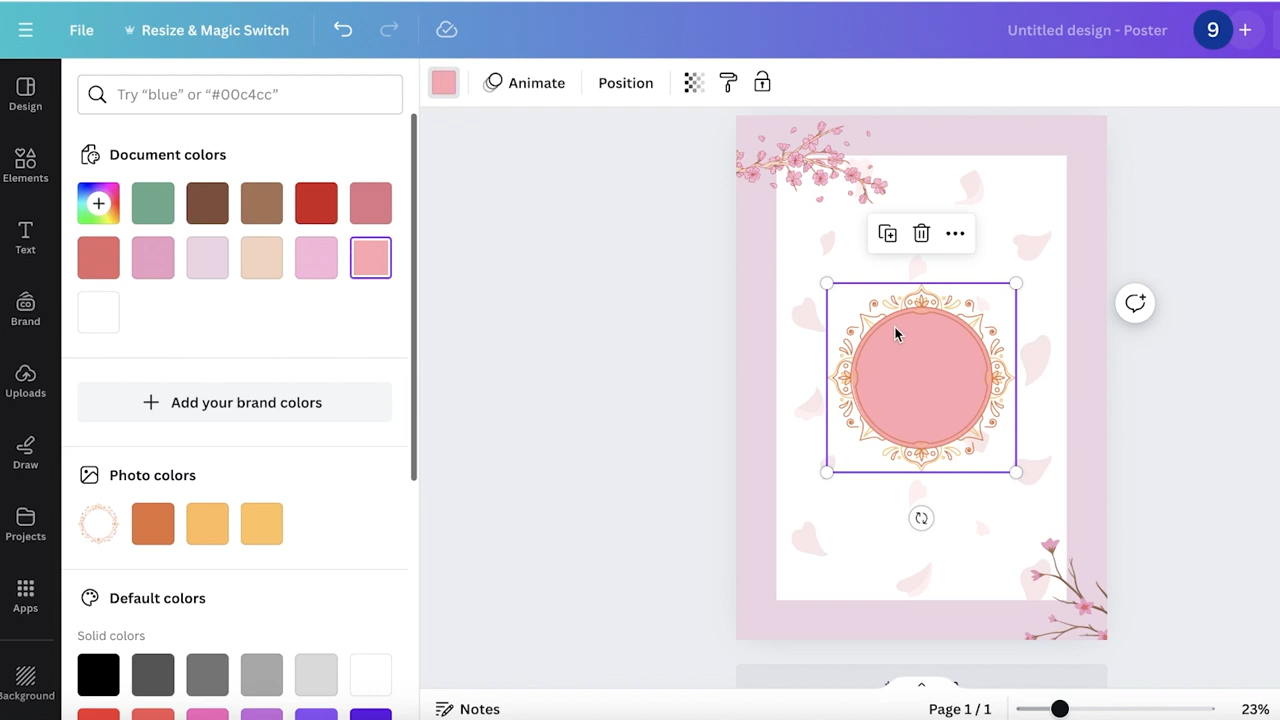 File
Resize & Magic Switch
Untitled design - Poster
9
Design
Elements
Text
Brand
Uploads
Draw
Projects
Apps
Background
Try “blue” or “#00c4cc”
Document colors
Add your brand colors
Photo colors
Default colors
Solid colors
Animate
Position
Notes
Page 1 / 1
23%